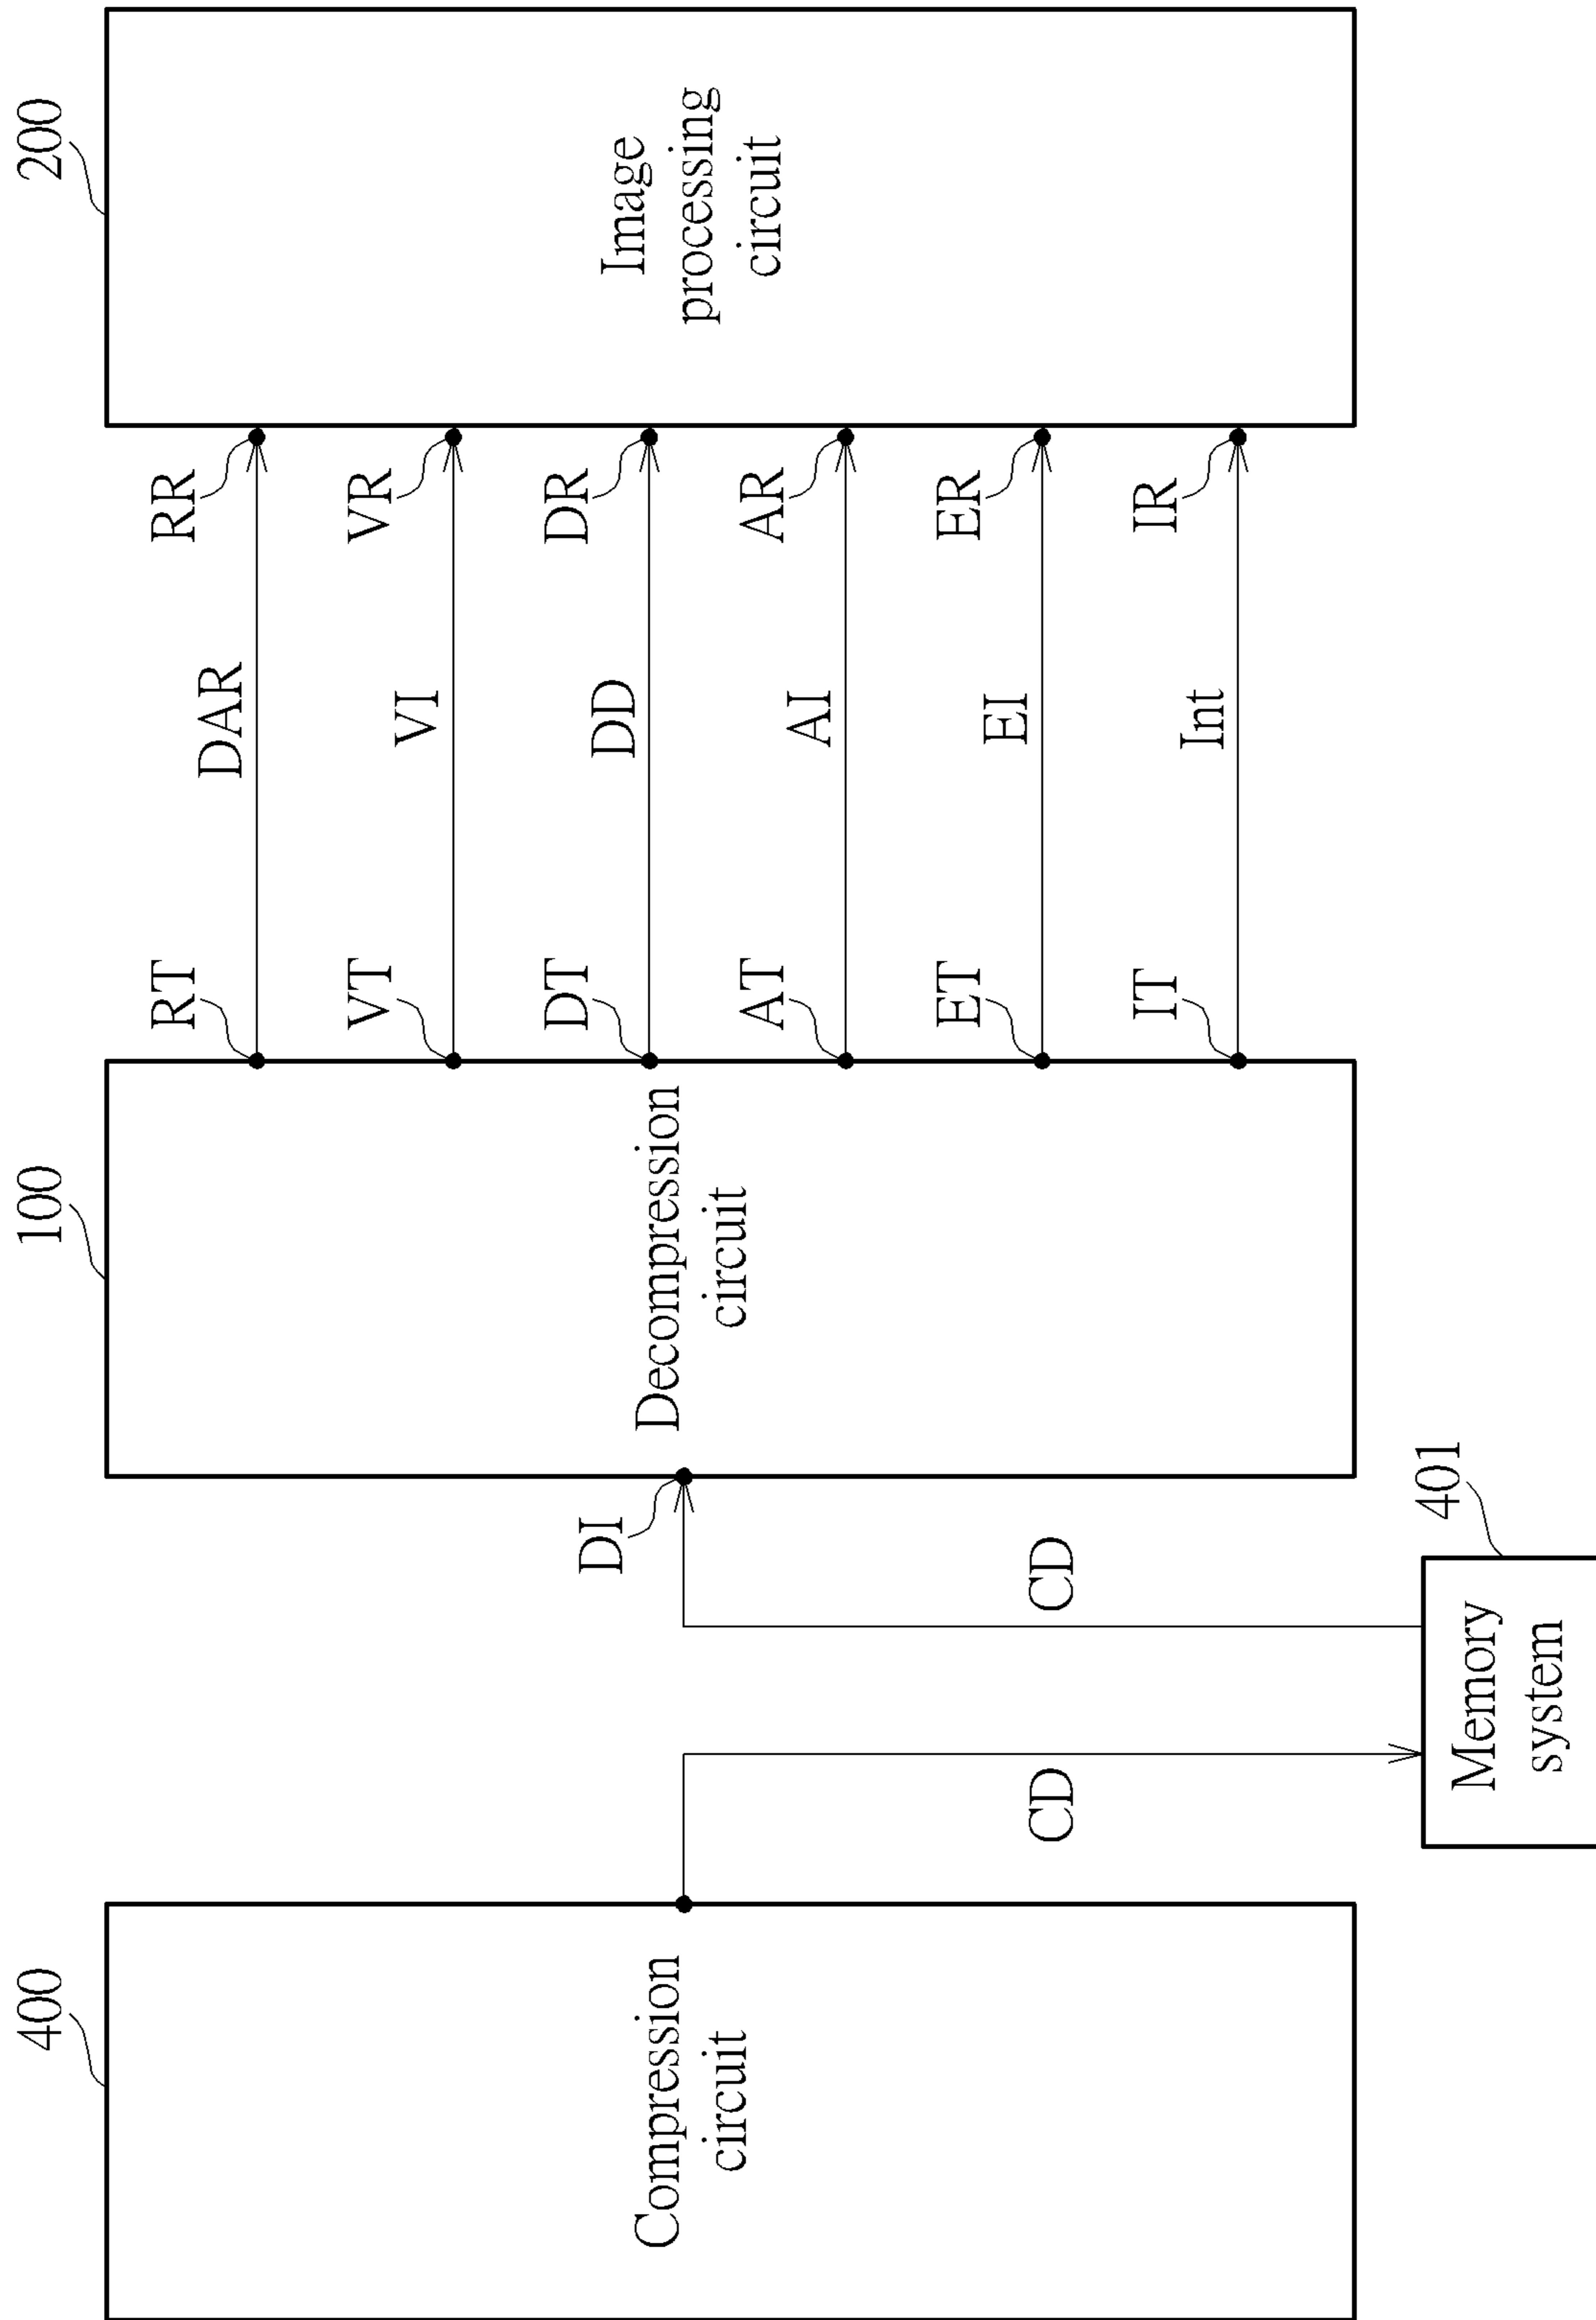 400
100
200
Compression
circuit
Decompression
circuit
Image
processing
circuit
RT
DAR
RR
VT
VI
VR
DT
DD
DR
AT
AI
AR
ET
EI
ER
IT
Int
IR
DI
CD
CD
401
Memory
system